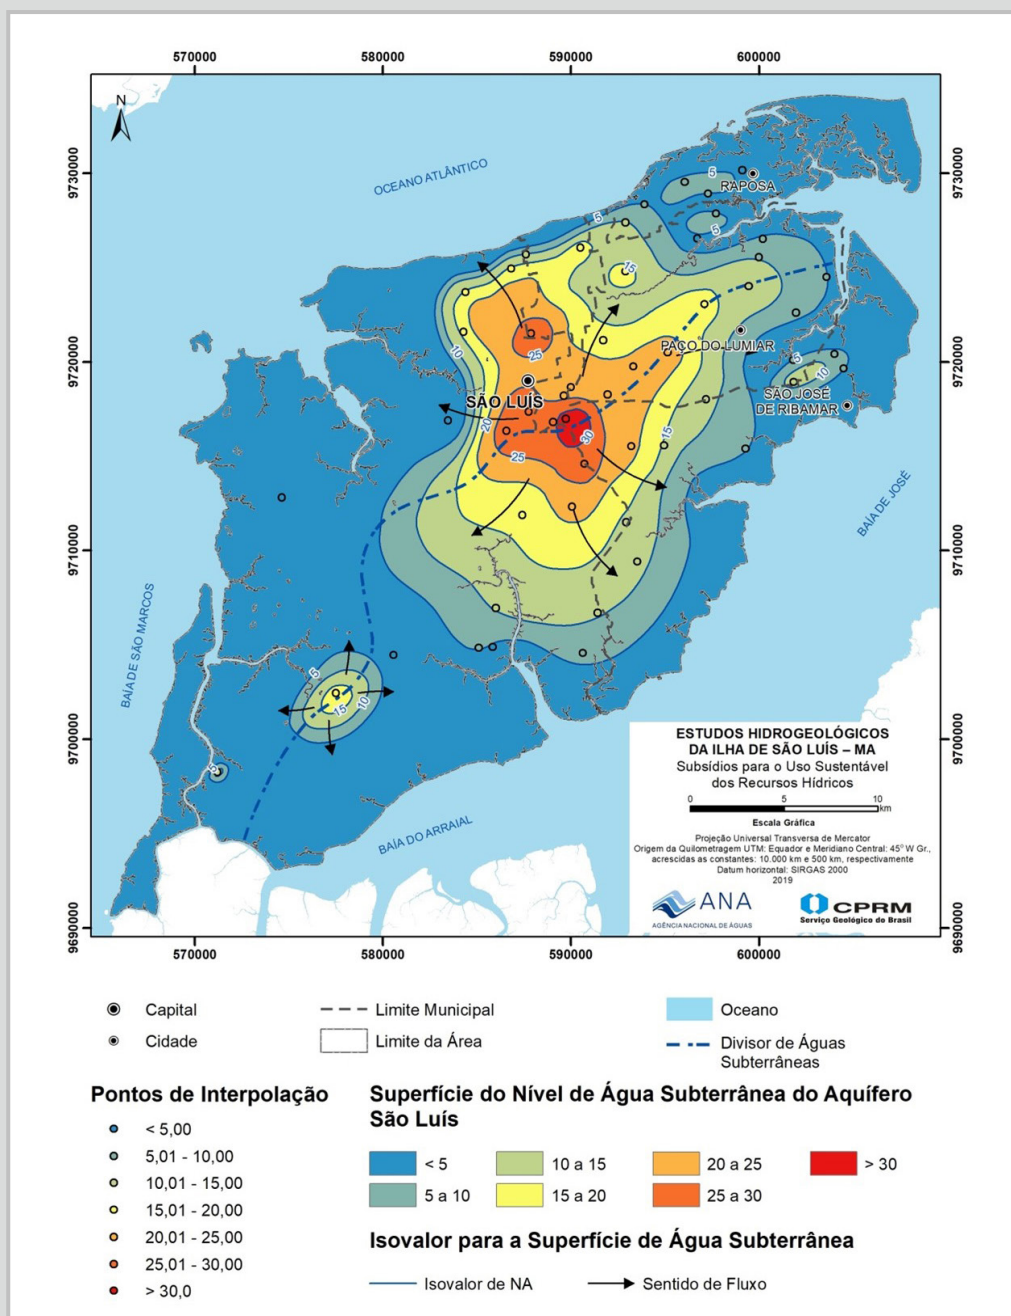 570000
580000
590000
600000
N
9730000
9730000
OCEANO ATLÂNTICO
5
RAPOSA
5
5
15
10
25
PAÇO DO LUMIAR
9720000
9720000
5
10
SÃO LUÍS
SÃO JOSÉ
DE RIBAMAR
20
30
15
25
BAÍA DE JOSÉ
9710000
9710000
BAÍA DE SÃO MARCOS
5
10
15
5
9700000
9700000
BAÍA DO ARRAIAL
ESTUDOS HIDROGEOLÓGICOS
DA ILHA DE SÃO LUÍS – MA
Subsídios para o Uso Sustentável
dos Recursos Hídricos
0 5 10
km
Escala Gráfica
Projeção Universal Transversa de Mercator
Origem da Quilometragem UTM: Equador e Meridiano Central: 45° W Gr.,
acrescidas as constantes: 10.000 km e 500 km, respectivamente
Datum horizontal: SIRGAS 2000
2019
ANA
AGÊNCIA NACIONAL DE ÁGUAS
CPRM
Serviço Geológico do Brasil
9690000
9690000
570000
580000
590000
600000
Capital
Cidade
Limite Municipal
Limite da Área
Oceano
Divisor de Águas
Subterrâneas
Pontos de Interpolação
< 5,00
5,01 - 10,00
10,01 - 15,00
15,01 - 20,00
20,01 - 25,00
25,01 - 30,00
> 30,0
Superfície do Nível de Água Subterrânea do Aquífero
São Luís
< 5
10 a 15
20 a 25
> 30
5 a 10
15 a 20
25 a 30
Isovalor para a Superfície de Água Subterrânea
Isovalor de NA
Sentido de Fluxo